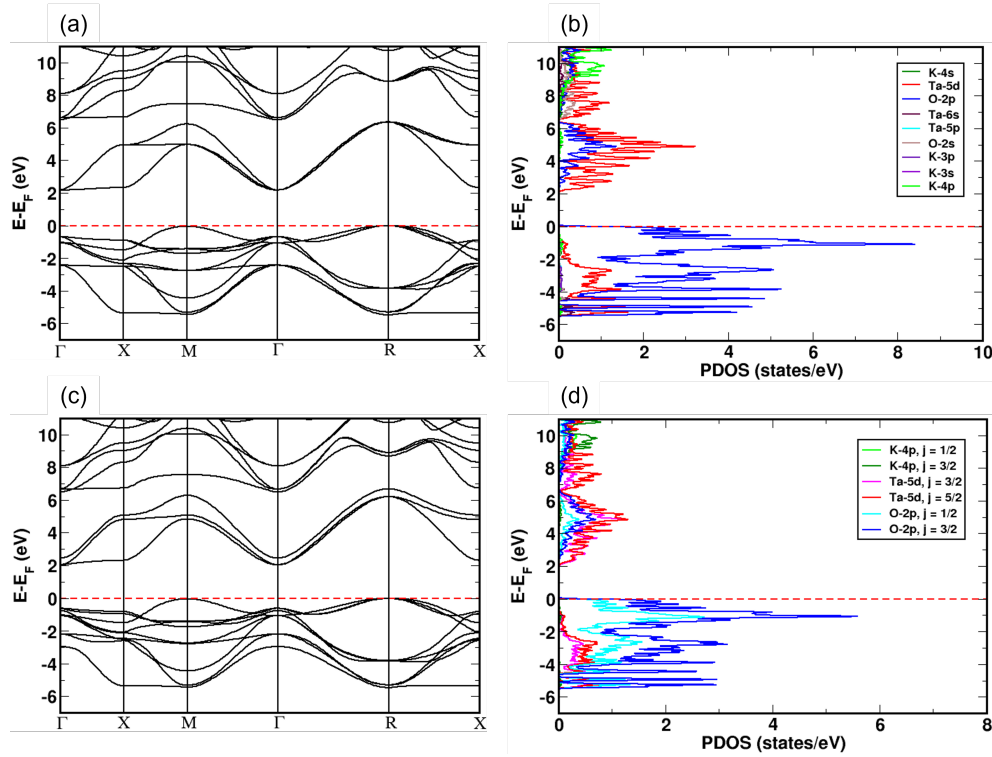 (a)
(b)
E-E_F (eV)
10
8
6
4
2
0
-2
-4
-6
Γ X M Γ R X
E-E_F (eV)
10
8
6
4
2
0
-2
-4
-6
K-4s
Ta-5d
O-2p
Ta-6s
Ta-5p
O-2s
K-3p
K-3s
K-4p
0 2 4 6 8 10
PDOS (states/eV)
(c)
(d)
E-E_F (eV)
10
8
6
4
2
0
-2
-4
-6
Γ X M Γ R X
E-E_F (eV)
10
8
6
4
2
0
-2
-4
-6
K-4p, j = 1/2
K-4p, j = 3/2
Ta-5d, j = 3/2
Ta-5d, j = 5/2
O-2p, j = 1/2
O-2p, j = 3/2
0 2 4 6 8
PDOS (states/eV)